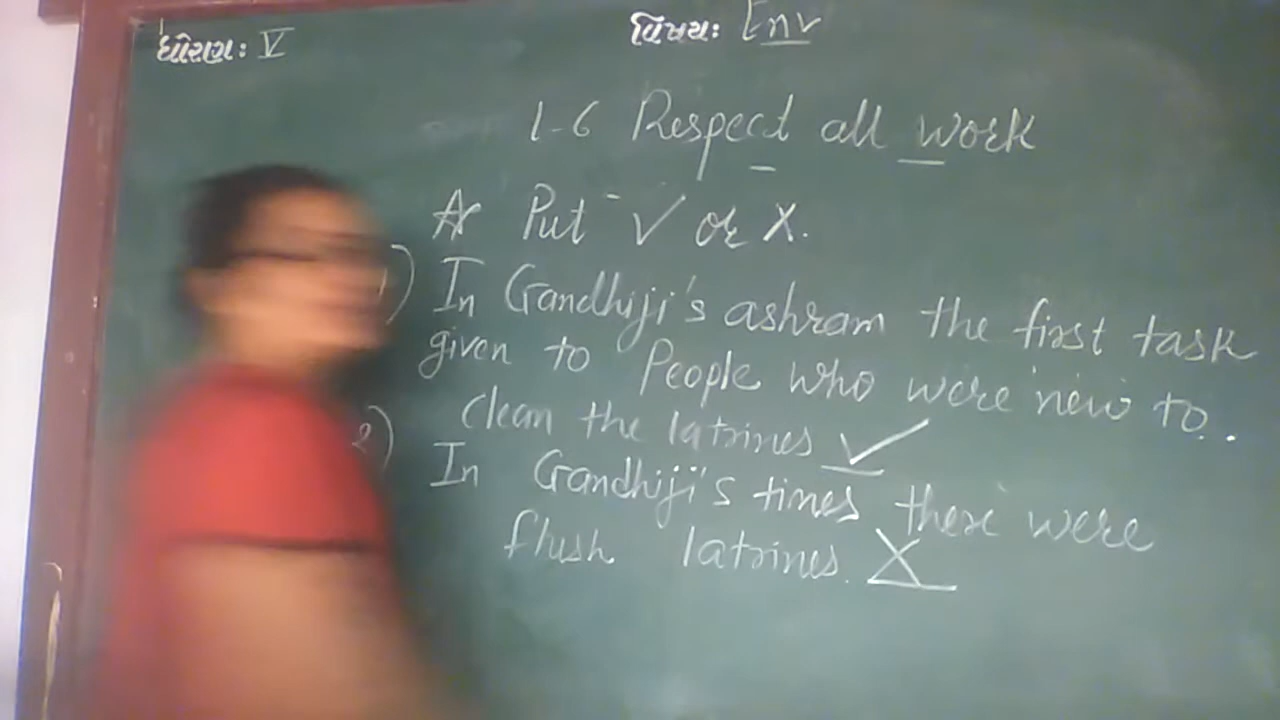 ધોરણ: V
વિષય: Env
1-6 Respect all work
A Put ✓ or X.
1) In Gandhiji's ashram the first task
given to People who were new to..
clean the latrines ✓
2) In Gandhiji's times there were
flush latrines. X